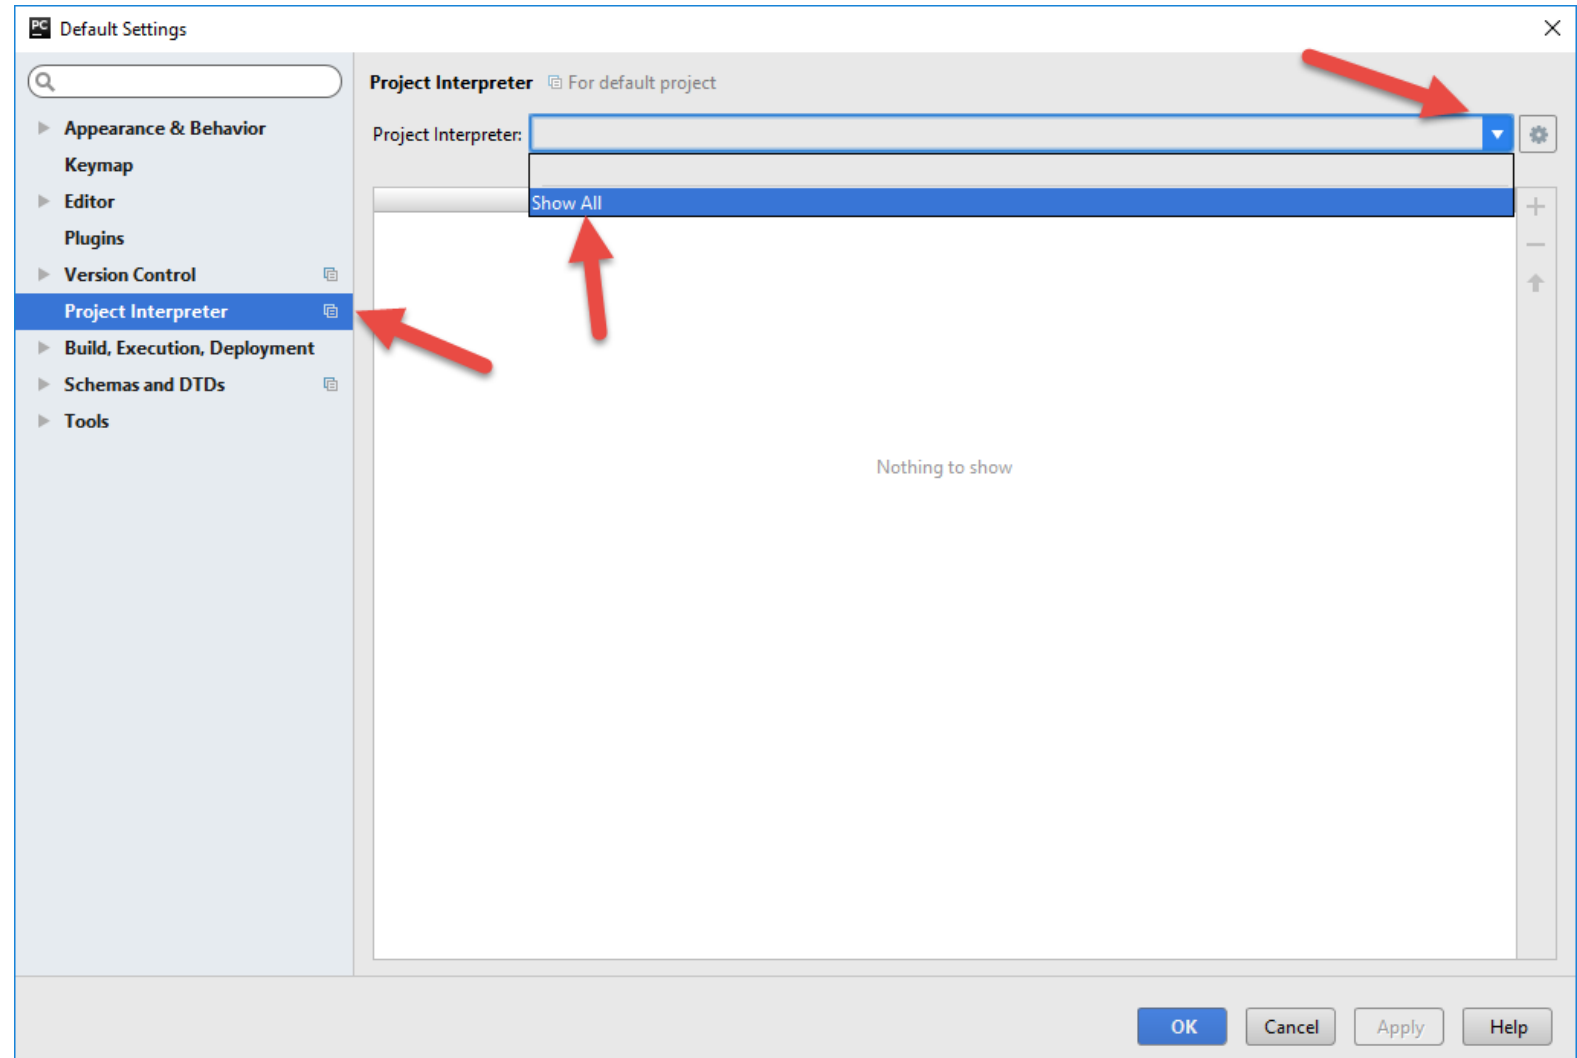 PC Default Settings
Appearance & Behavior
Keymap
Editor
Plugins
Version Control
Project Interpreter
Build, Execution, Deployment
Schemas and DTDs
Tools
Project Interpreter For default project
Project Interpreter:
Show All
Nothing to show
OK Cancel Apply Help